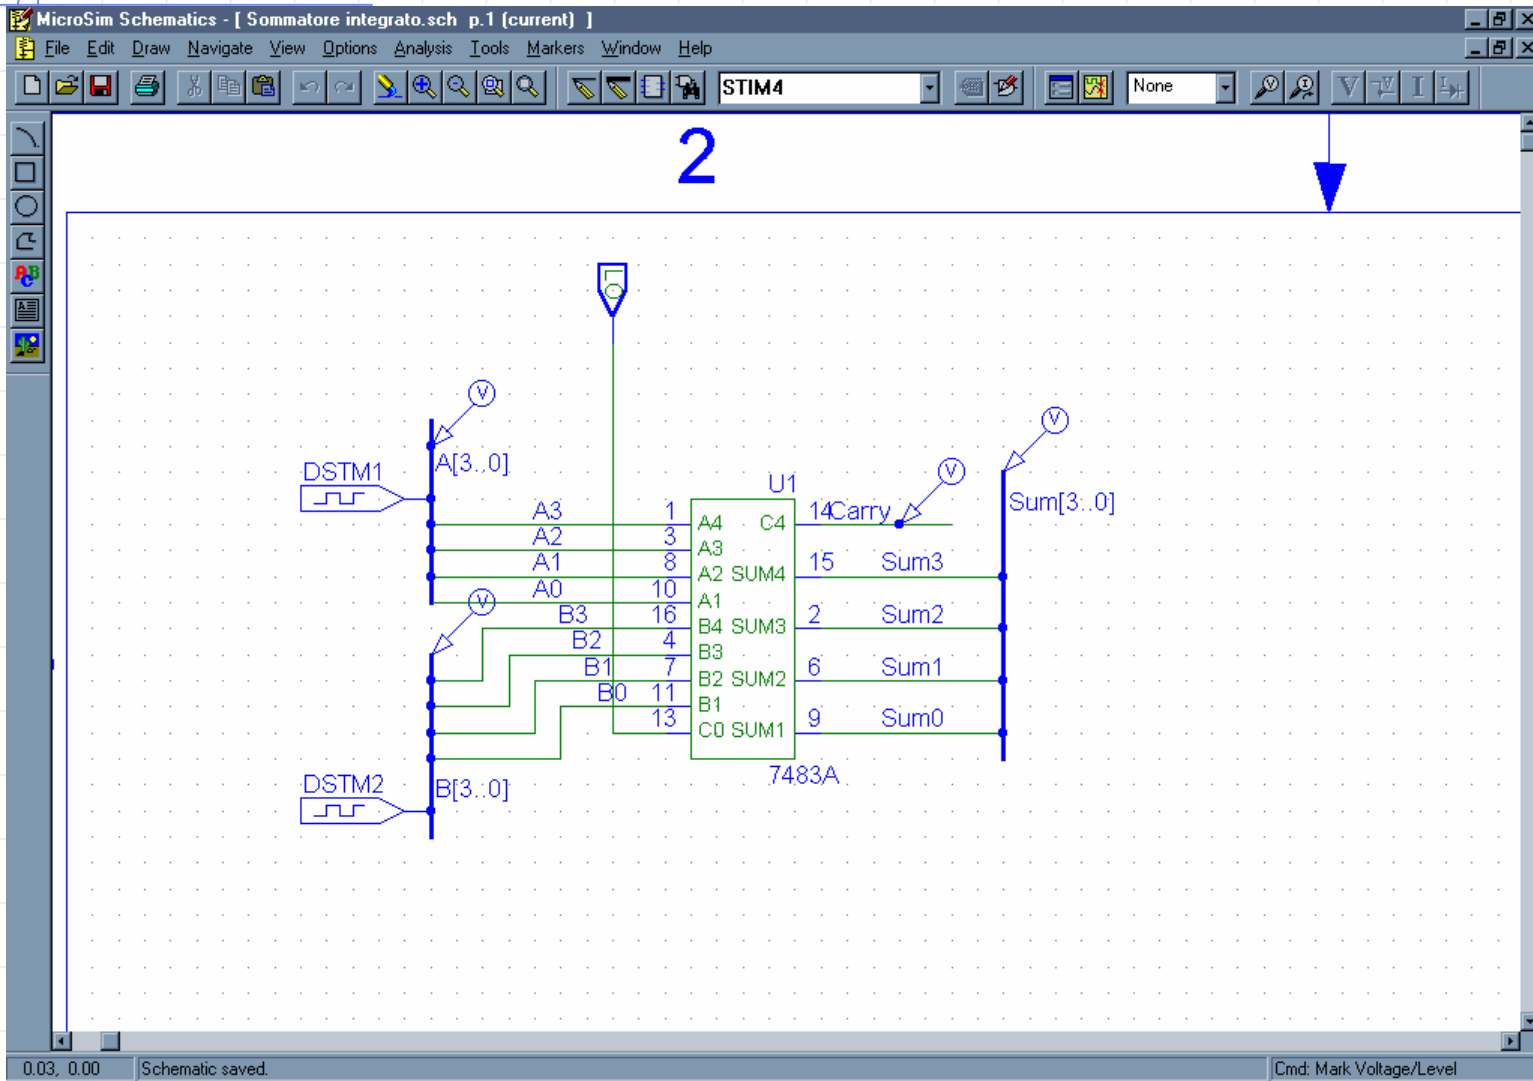 MicroSim Schematics - [ Sommatore integrato.sch p.1 (current) ]
File Edit Draw Navigate View Options Analysis Tools Markers Window Help
STIM4 None
2
LO
V
V
A[3..0]
DSTM1
U1
V
Sum[3..0]
A3 1 A4 C4 14 Carry
A2 3 A3
A1 8 A2 SUM4 15 Sum3
A0 10 A1
V
B3 16 B4 SUM3 2 Sum2
B2 4 B3
B1 7 B2 SUM2 6 Sum1
B0 11 B1
13 C0 SUM1 9 Sum0
7483A
DSTM2
B[3..0]
0.03, 0.00 Schematic saved. Cmd: Mark Voltage/Level